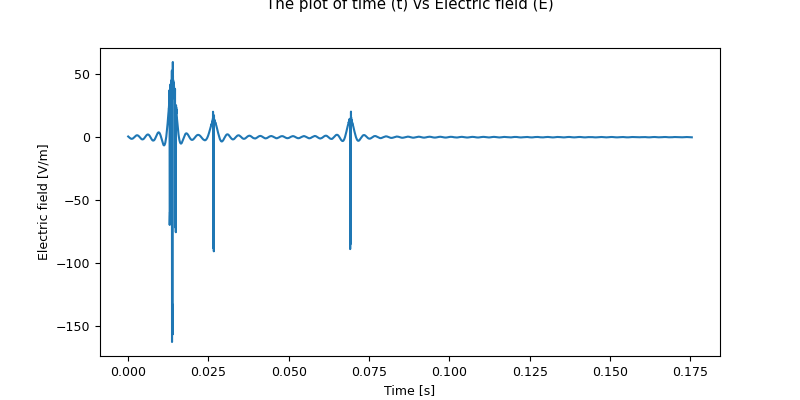 The plot of time (t) vs Electric field (E)
50
0
−50
−100
−150
Electric field [V/m]
0.000 0.025 0.050 0.075 0.100 0.125 0.150 0.175
Time [s]